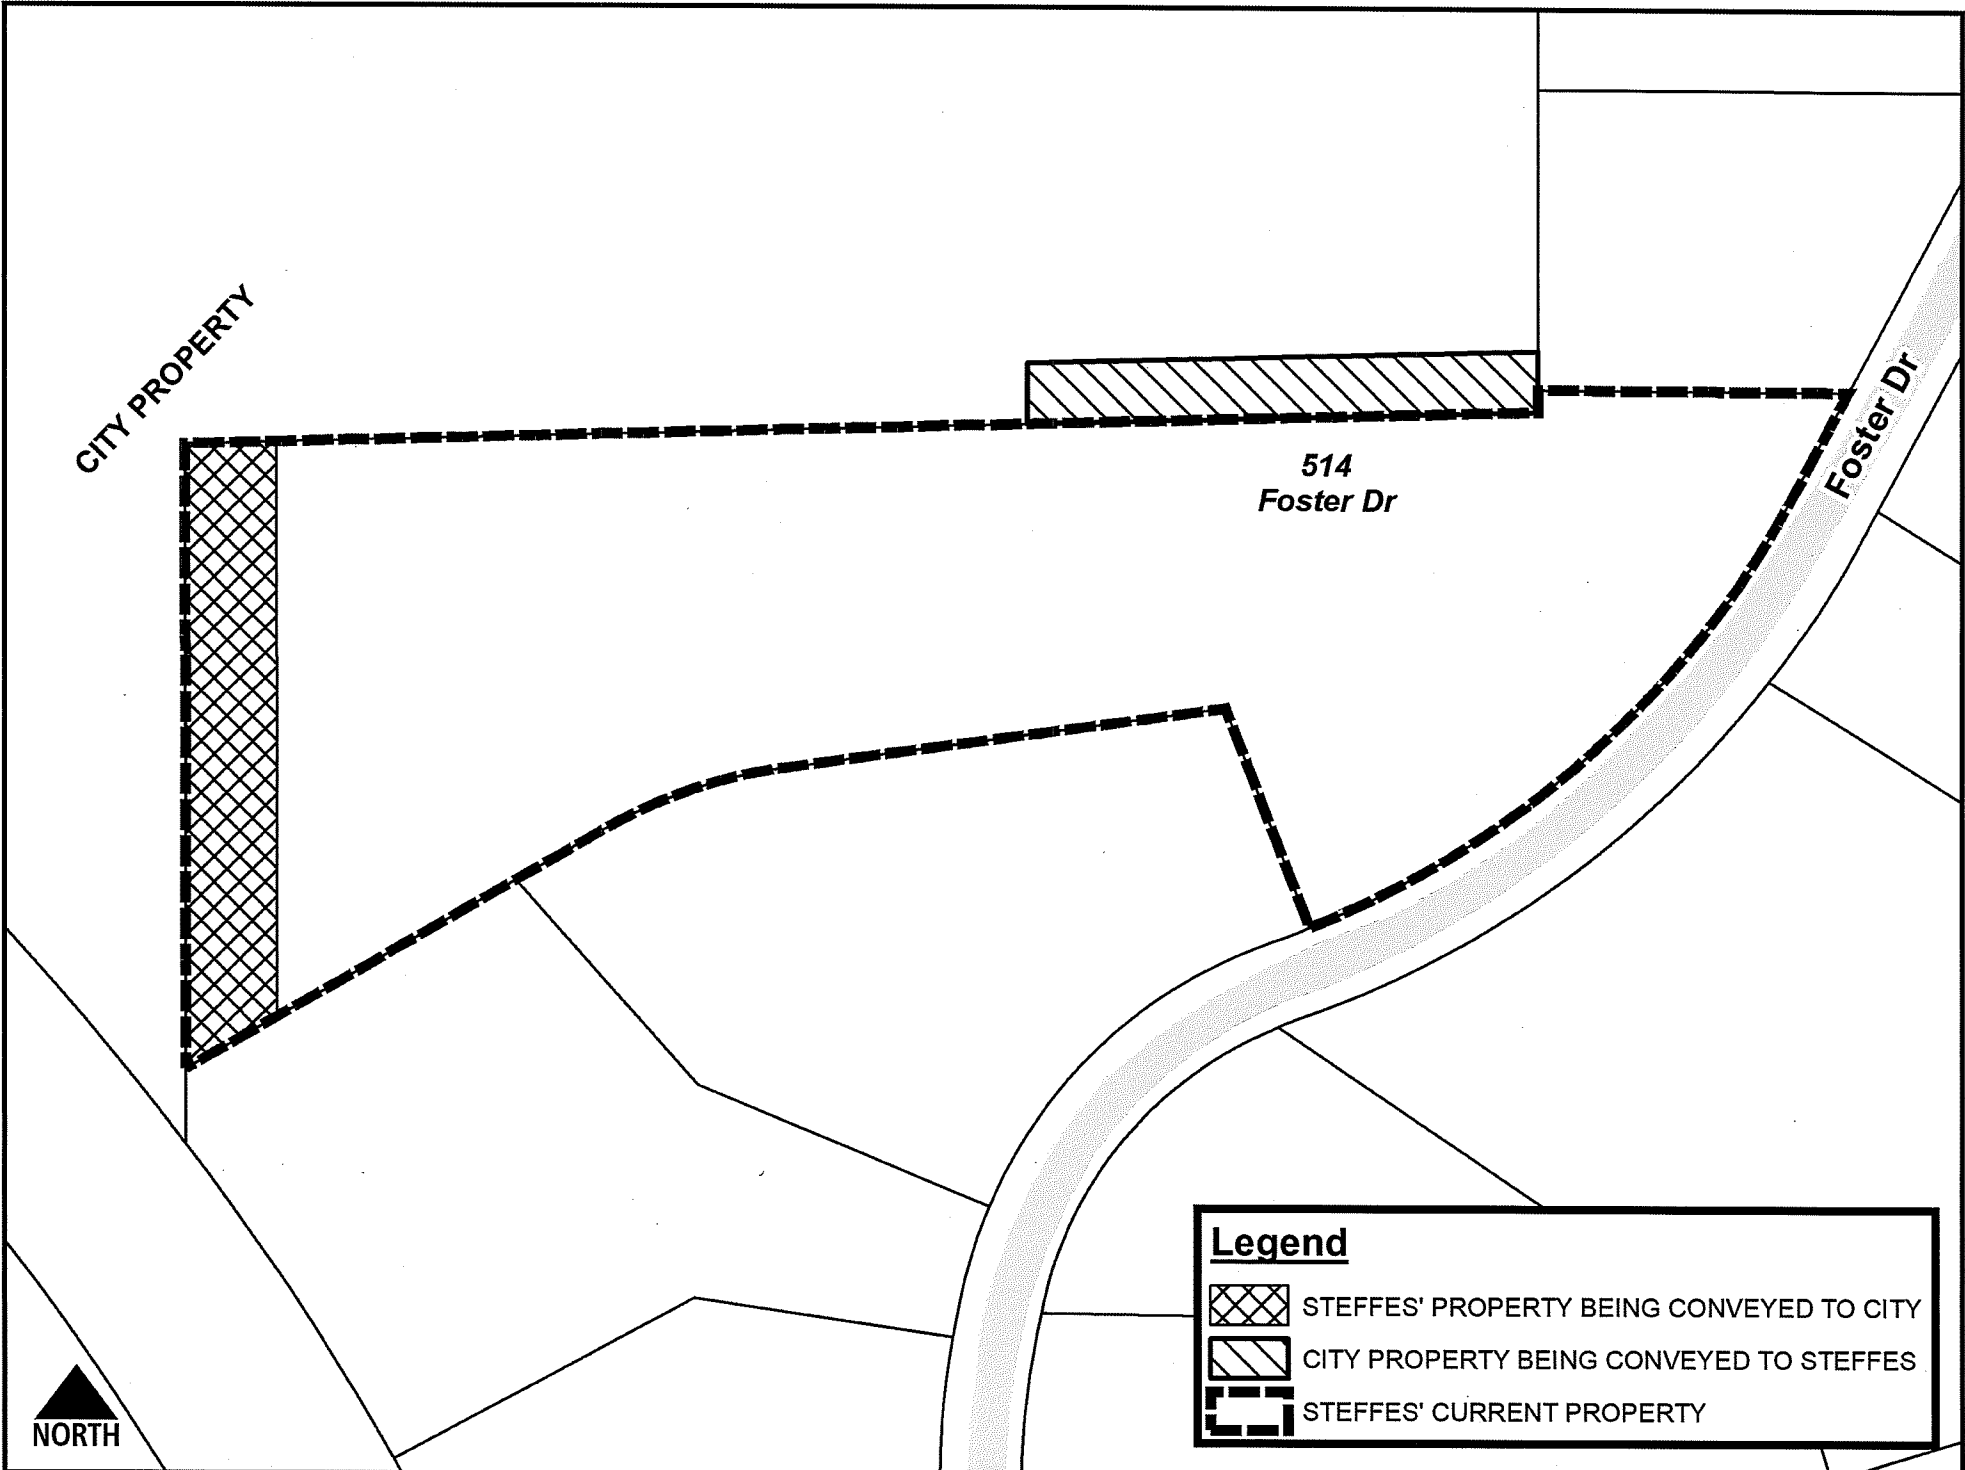 CITY PROPERTY
514
Foster Dr
Foster Dr
Legend
STEFFES' PROPERTY BEING CONVEYED TO CITY
CITY PROPERTY BEING CONVEYED TO STEFFES
STEFFES' CURRENT PROPERTY
NORTH